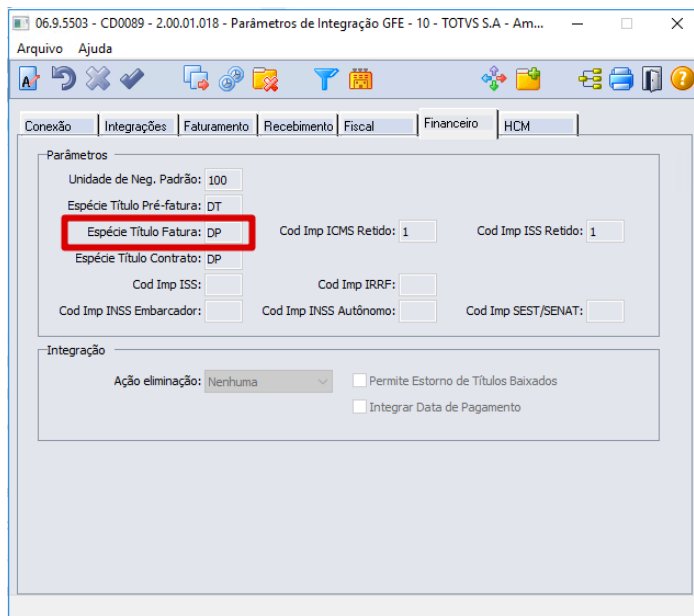 06.9.5503 - CD0089 - 2.00.01.018 - Parâmetros de Integração GFE - 10 - TOTVS S.A - Am...
Arquivo Ajuda
Conexão Integrações Faturamento Recebimento Fiscal Financeiro HCM
Parâmetros
Unidade de Neg. Padrão: 100
Espécie Título Pré-fatura: DT
Espécie Título Fatura: DP Cod Imp ICMS Retido: 1 Cod Imp ISS Retido: 1
Espécie Título Contrato: DP
Cod Imp ISS: Cod Imp IRRF:
Cod Imp INSS Embarcador: Cod Imp INSS Autônomo: Cod Imp SEST/SENAT:
Integração
Ação eliminação: Nenhuma Permite Estorno de Títulos Baixados
Integrar Data de Pagamento